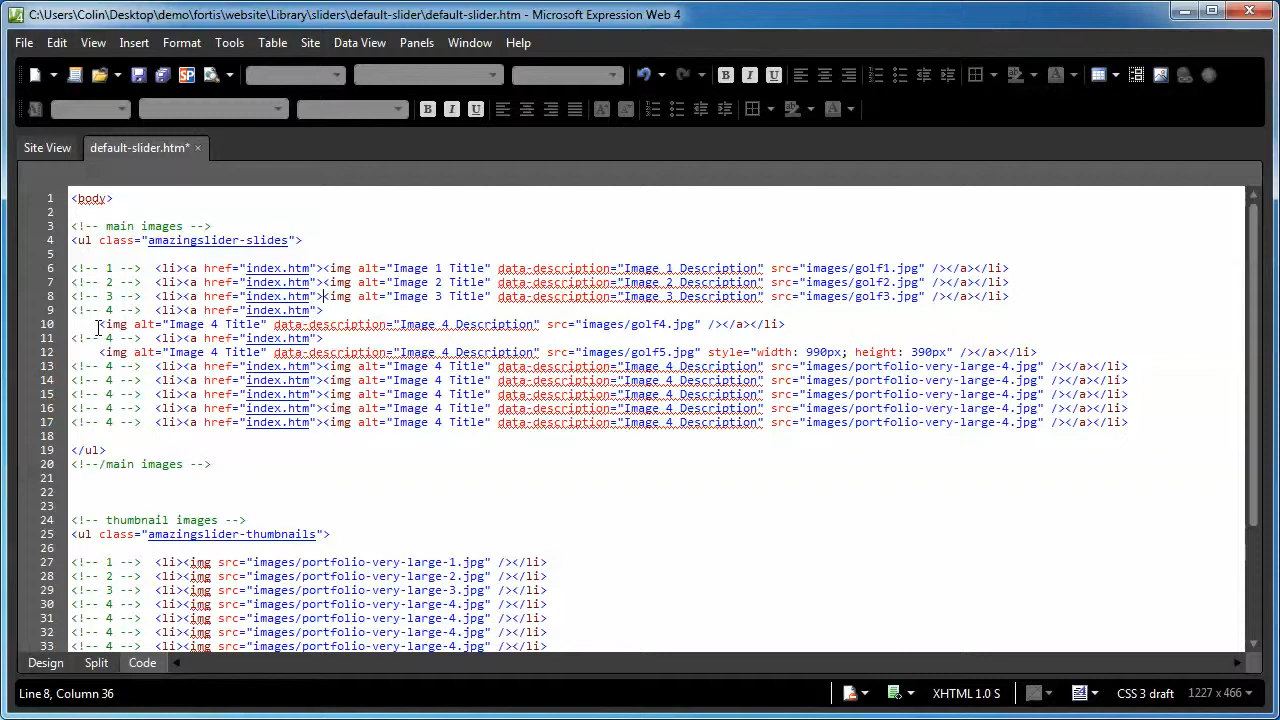 C:\Users\Colin\Desktop\demo\fortis\website\Library\sliders\default-slider\default-slider.htm - Microsoft Expression Web 4
File Edit View Insert Format Tools Table Site Data View Panels Window Help
Site View default-slider.htm* ×
1 <body>
2
3 <!-- main images -->
4 <ul class="amazingslider-slides">
5
6 <!-- 1 --> <li><a href="index.htm"><img alt="Image 1 Title" data-description="Image 1 Description" src="images/golf1.jpg" /></a></li>
7 <!-- 2 --> <li><a href="index.htm"><img alt="Image 2 Title" data-description="Image 2 Description" src="images/golf2.jpg" /></a></li>
8 <!-- 3 --> <li><a href="index.htm"><img alt="Image 3 Title" data-description="Image 3 Description" src="images/golf3.jpg" /></a></li>
9 <!-- 4 --> <li><a href="index.htm">
10 <img alt="Image 4 Title" data-description="Image 4 Description" src="images/golf4.jpg" /></a></li>
11 <!-- 4 --> <li><a href="index.htm">
12 <img alt="Image 4 Title" data-description="Image 4 Description" src="images/golf5.jpg" style="width: 990px; height: 390px" /></a></li>
13 <!-- 4 --> <li><a href="index.htm"><img alt="Image 4 Title" data-description="Image 4 Description" src="images/portfolio-very-large-4.jpg" /></a></li>
14 <!-- 4 --> <li><a href="index.htm"><img alt="Image 4 Title" data-description="Image 4 Description" src="images/portfolio-very-large-4.jpg" /></a></li>
15 <!-- 4 --> <li><a href="index.htm"><img alt="Image 4 Title" data-description="Image 4 Description" src="images/portfolio-very-large-4.jpg" /></a></li>
16 <!-- 4 --> <li><a href="index.htm"><img alt="Image 4 Title" data-description="Image 4 Description" src="images/portfolio-very-large-4.jpg" /></a></li>
17 <!-- 4 --> <li><a href="index.htm"><img alt="Image 4 Title" data-description="Image 4 Description" src="images/portfolio-very-large-4.jpg" /></a></li>
18
19 </ul>
20 <!--/main images -->
21
22
23
24 <!-- thumbnail images -->
25 <ul class="amazingslider-thumbnails">
26
27 <!-- 1 --> <li><img src="images/portfolio-very-large-1.jpg" /></li>
28 <!-- 2 --> <li><img src="images/portfolio-very-large-2.jpg" /></li>
29 <!-- 3 --> <li><img src="images/portfolio-very-large-3.jpg" /></li>
30 <!-- 4 --> <li><img src="images/portfolio-very-large-4.jpg" /></li>
31 <!-- 4 --> <li><img src="images/portfolio-very-large-4.jpg" /></li>
32 <!-- 4 --> <li><img src="images/portfolio-very-large-4.jpg" /></li>
33 <!-- 4 --> <li><img src="images/portfolio-very-large-4.jpg" /></li>
Design Split Code
Line 8, Column 36 XHTML 1.0 S CSS 3 draft 1227 x 466